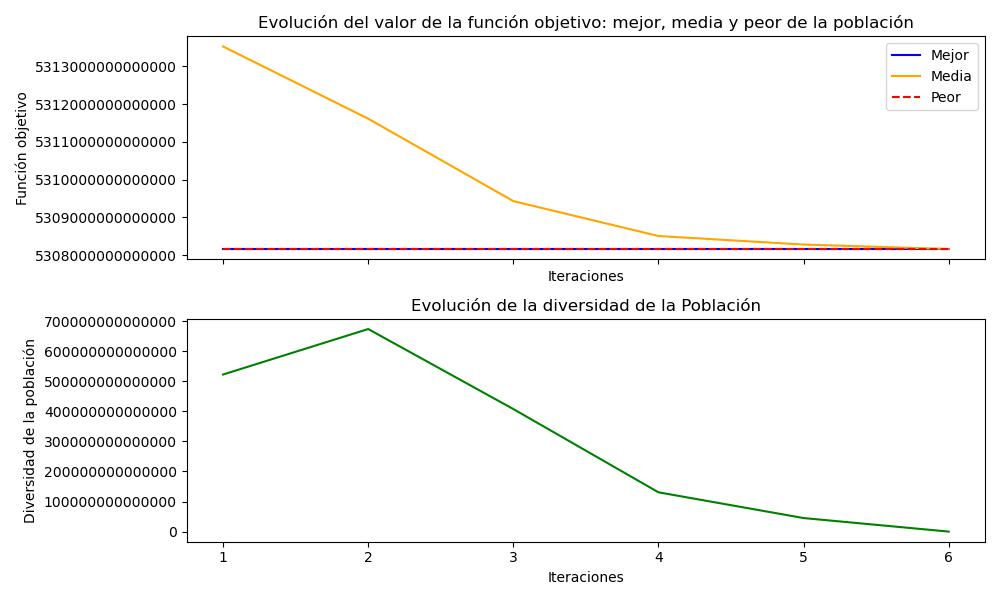 Evolución del valor de la función objetivo: mejor, media y peor de la población
Función objetivo
5313000000000000
5312000000000000
5311000000000000
5310000000000000
5309000000000000
5308000000000000
Mejor
Media
Peor
Iteraciones
Evolución de la diversidad de la Población
Diversidad de la población
700000000000000
600000000000000
500000000000000
400000000000000
300000000000000
200000000000000
100000000000000
0
1 2 3 4 5 6
Iteraciones